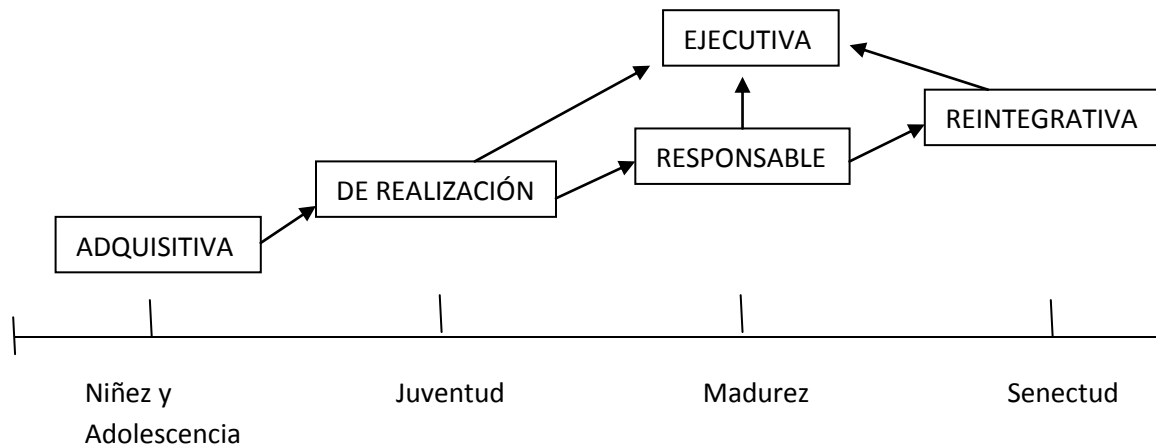 EJECUTIVA
REINTEGRATIVA
RESPONSABLE
DE REALIZACIÓN
ADQUISITIVA
Niñez y
Adolescencia
Juventud
Madurez
Senectud